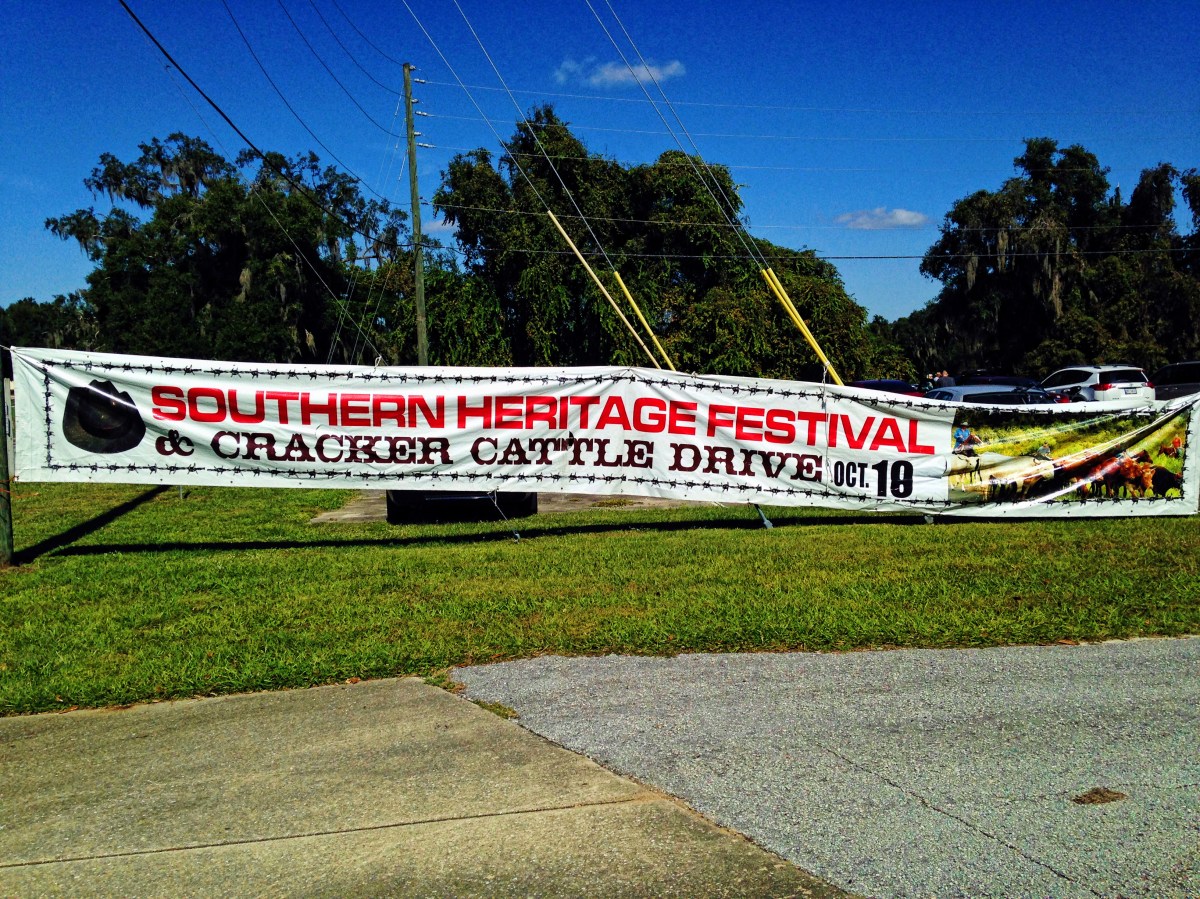 SOUTHERN HERITAGE FESTIVAL
& CRACKER CATTLE DRIVE OCT. 19